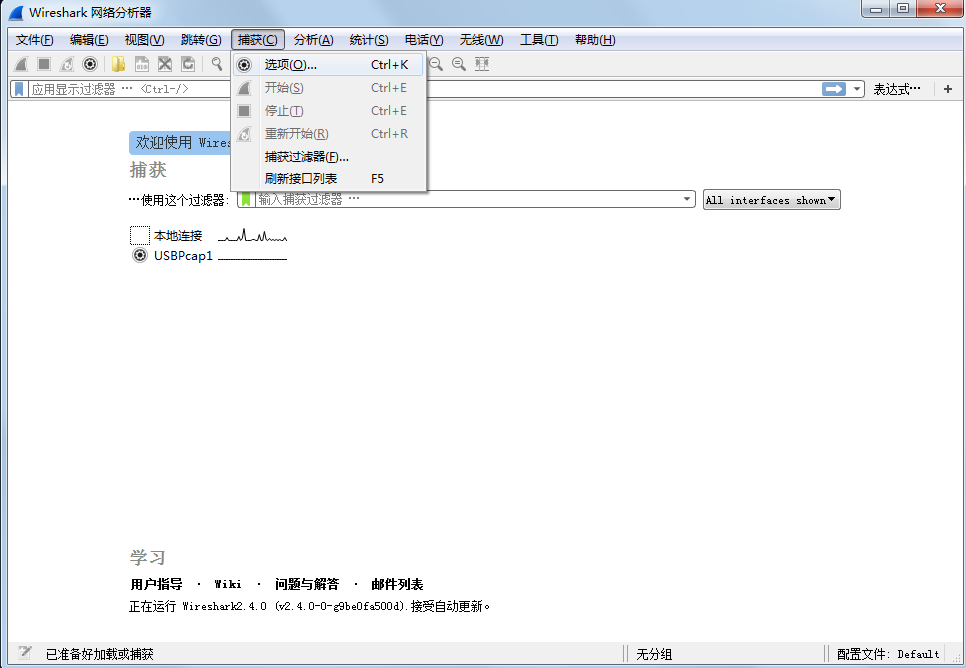 Wireshark 网络分析器
文件(F) 编辑(E) 视图(V) 跳转(G) 捕获(C) 分析(A) 统计(S) 电话(Y) 无线(W) 工具(T) 帮助(H)
应用显示过滤器 … <Ctrl-/> 表达式… +
选项(O)... Ctrl+K
开始(S) Ctrl+E
停止(T) Ctrl+E
重新开始(R) Ctrl+R
捕获过滤器(F)...
刷新接口列表 F5
欢迎使用 Wires
捕获
…使用这个过滤器: 输入捕获过滤器 … All interfaces shown
本地连接
USBPcap1
学习
用户指导 · Wiki · 问题与解答 · 邮件列表
正在运行 Wireshark2.4.0 (v2.4.0-0-g9be0fa500d).接受自动更新。
已准备好加载或捕获 无分组 配置文件: Default